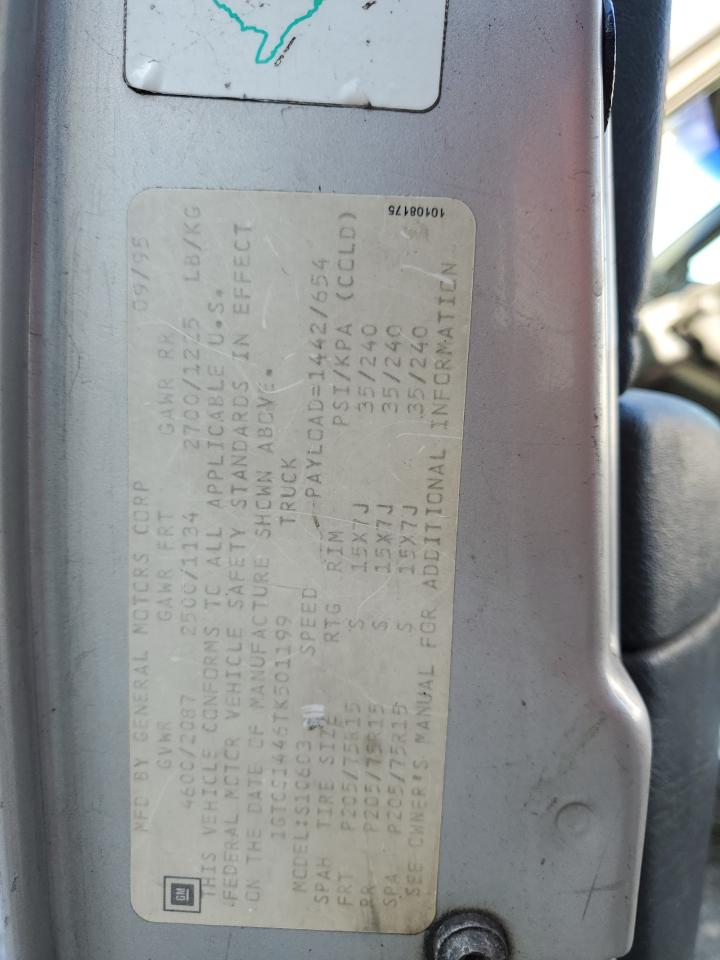 MFD BY GENERAL MOTORS CORP 09/95
GVWR GAWR FRT GAWR RR
4600/2087 2500/1134 2700/1225 LB/KG
THIS VEHICLE CONFORMS TO ALL APPLICABLE U.S.
FEDERAL MOTOR VEHICLE SAFETY STANDARDS IN EFFECT
ON THE DATE OF MANUFACTURE SHOWN ABOVE.
1GTCS1446TK501199 TRUCK
MODEL:S10603 PAYLOAD=1442/654
SPEED
SPAH TIRE SIZE RTG RIM PSI/KPA (COLD)
FRT P205/75R15 S 15X7J 35/240
RR P205/75R15 S 15X7J 35/240
SPA P205/75R15 S 15X7J 35/240
SEE OWNER'S MANUAL FOR ADDITIONAL INFORMATION
GM
10108175